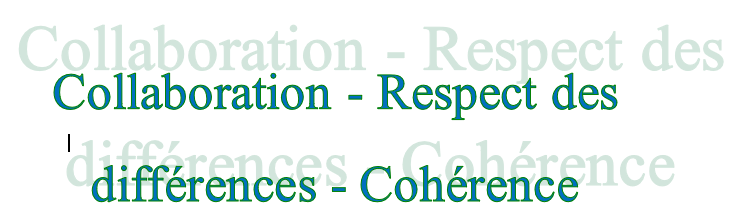 Collaboration - Respect des
différences - Cohérence